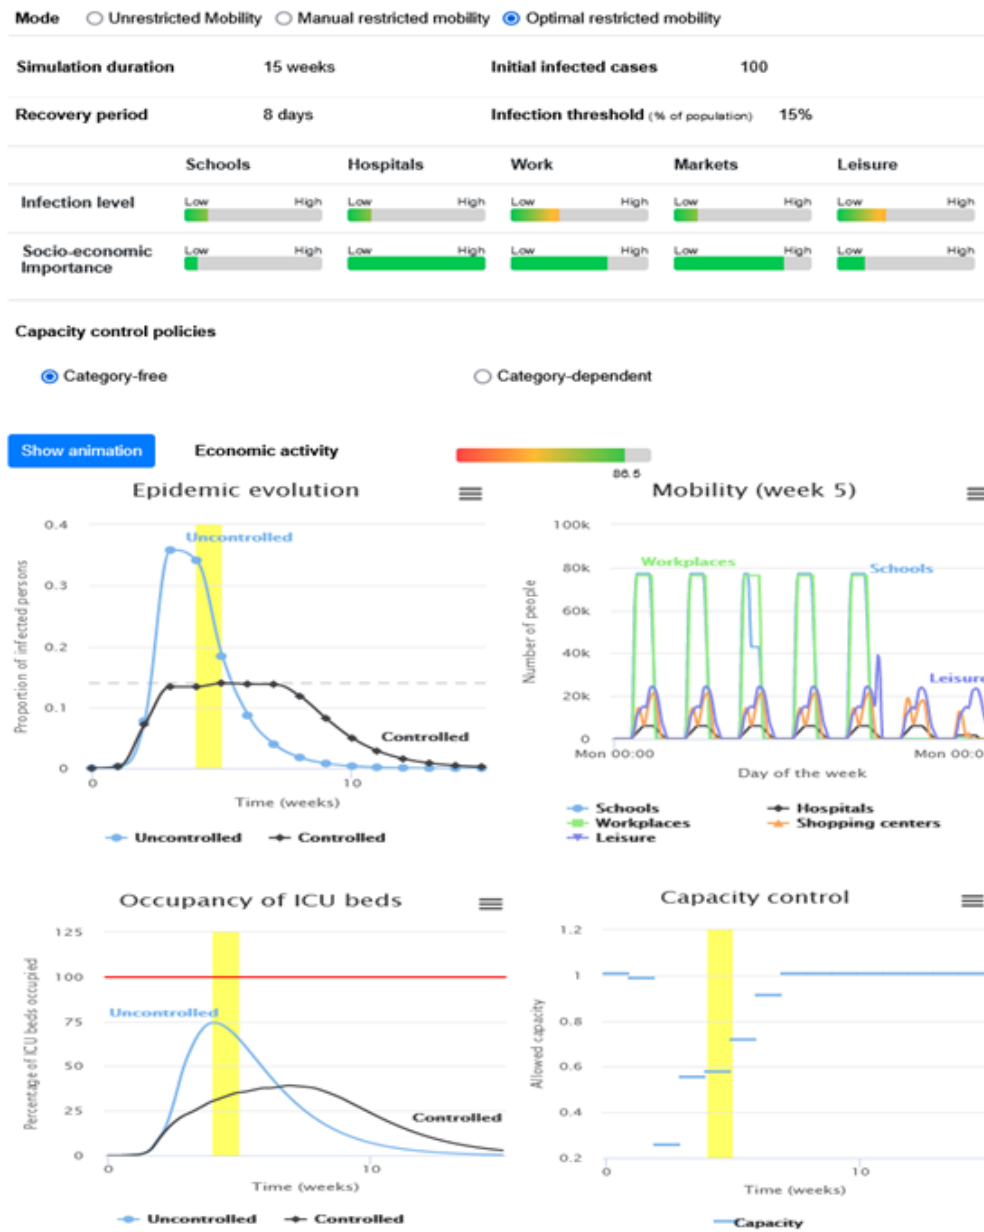 Mode Unrestricted Mobility Manual restricted mobility Optimal restricted mobility
Simulation duration 15 weeks Initial infected cases 100
Recovery period 8 days Infection threshold (% of population) 15%
Schools Hospitals Work Markets Leisure
Infection level Low High Low High Low High Low High Low High
Socio-economic Importance Low High Low High Low High Low High Low High
Capacity control policies
Category-free Category-dependent
Show animation Economic activity
86.5
Epidemic evolution
0.4
0.3
0.2
0.1
0
Proportion of infected persons
Uncontrolled
Controlled
0 10
Time (weeks)
Uncontrolled Controlled
Mobility (week 5)
100k
80k
60k
40k
20k
0
Number of people
Workplaces
Schools
Leisure
Mon 00:00 Mon 00:0
Day of the week
Schools Hospitals
Workplaces Shopping centers
Leisure
Occupancy of ICU beds
125
100
75
50
25
0
Percentage of ICU beds occupied
Uncontrolled
Controlled
0 10
Time (weeks)
Uncontrolled Controlled
Capacity control
1.2
1
0.8
0.6
0.4
0.2
Allowed capacity
0 10
Time (weeks)
Capacity